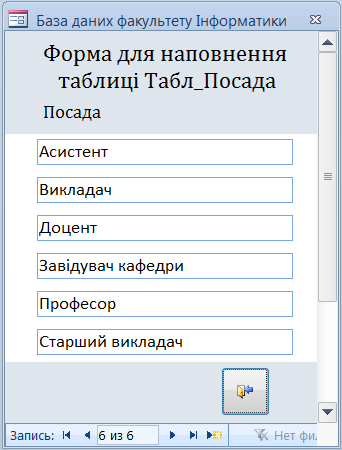 База даних факультету Інформатики
Форма для наповнення
таблиці Табл_Посада
Посада
Асистент
Викладач
Доцент
Завідувач кафедри
Професор
Старший викладач
Запись: 6 из 6 Нет